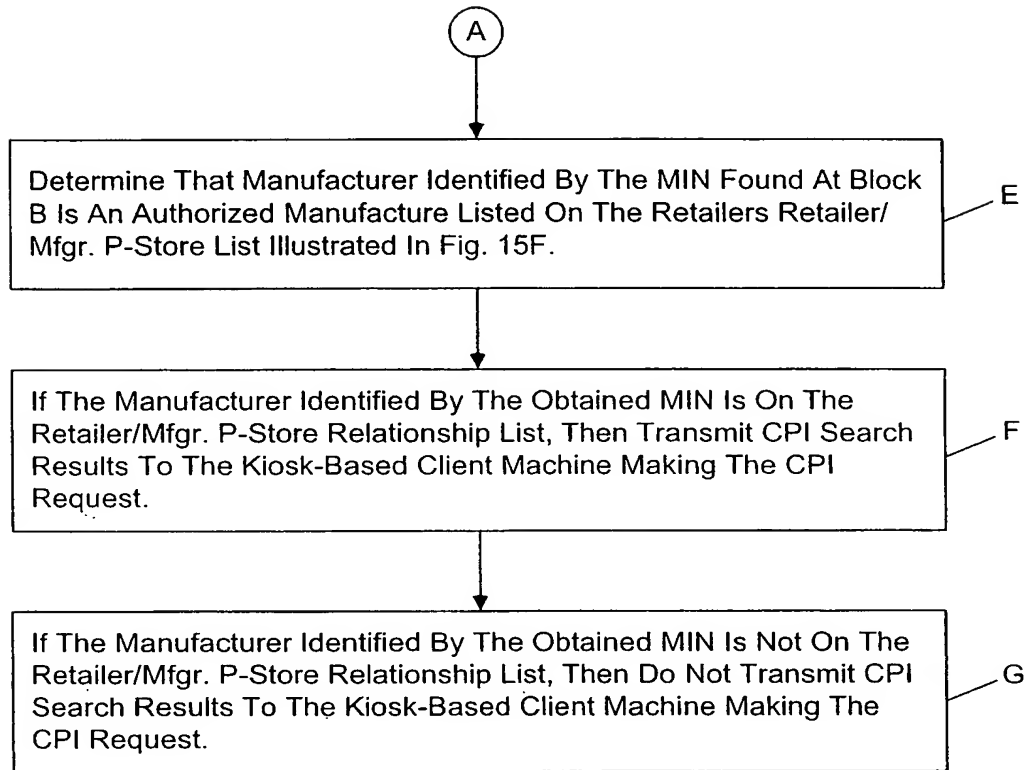 A
Determine That Manufacturer Identified By The MIN Found At Block
B Is An Authorized Manufacture Listed On The Retailers Retailer/
Mfgr. P-Store List Illustrated In Fig. 15F.
E
If The Manufacturer Identified By The Obtained MIN Is On The
Retailer/Mfgr. P-Store Relationship List, Then Transmit CPI Search
Results To The Kiosk-Based Client Machine Making The CPI
Request.
F
If The Manufacturer Identified By The Obtained MIN Is Not On The
Retailer/Mfgr. P-Store Relationship List, Then Do Not Transmit CPI
Search Results To The Kiosk-Based Client Machine Making The
CPI Request.
G